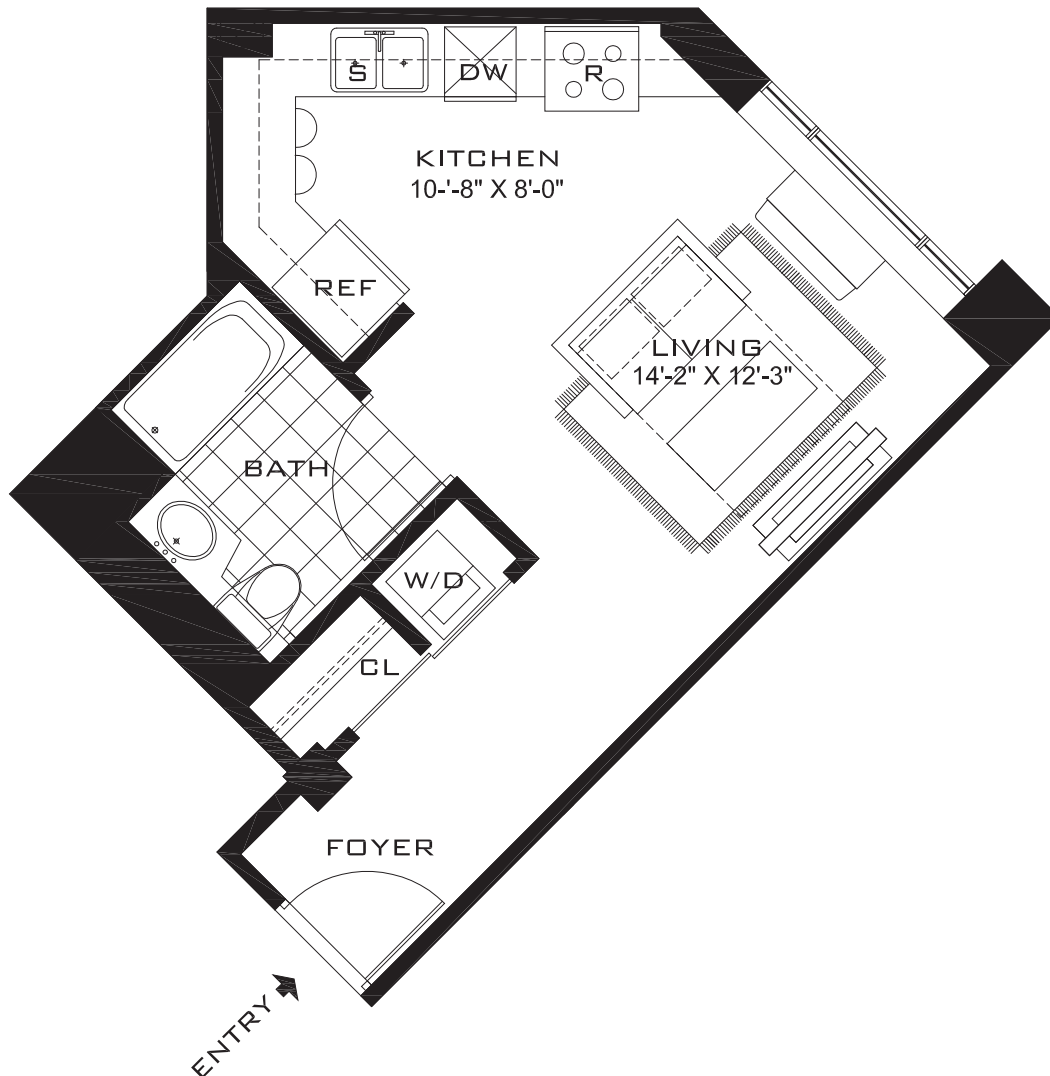 S
DW
R
KITCHEN
10-'-8" X 8'-0"
REF
LIVING
14'-2" X 12'-3"
BATH
W/D
CL
FOYER
ENTRY